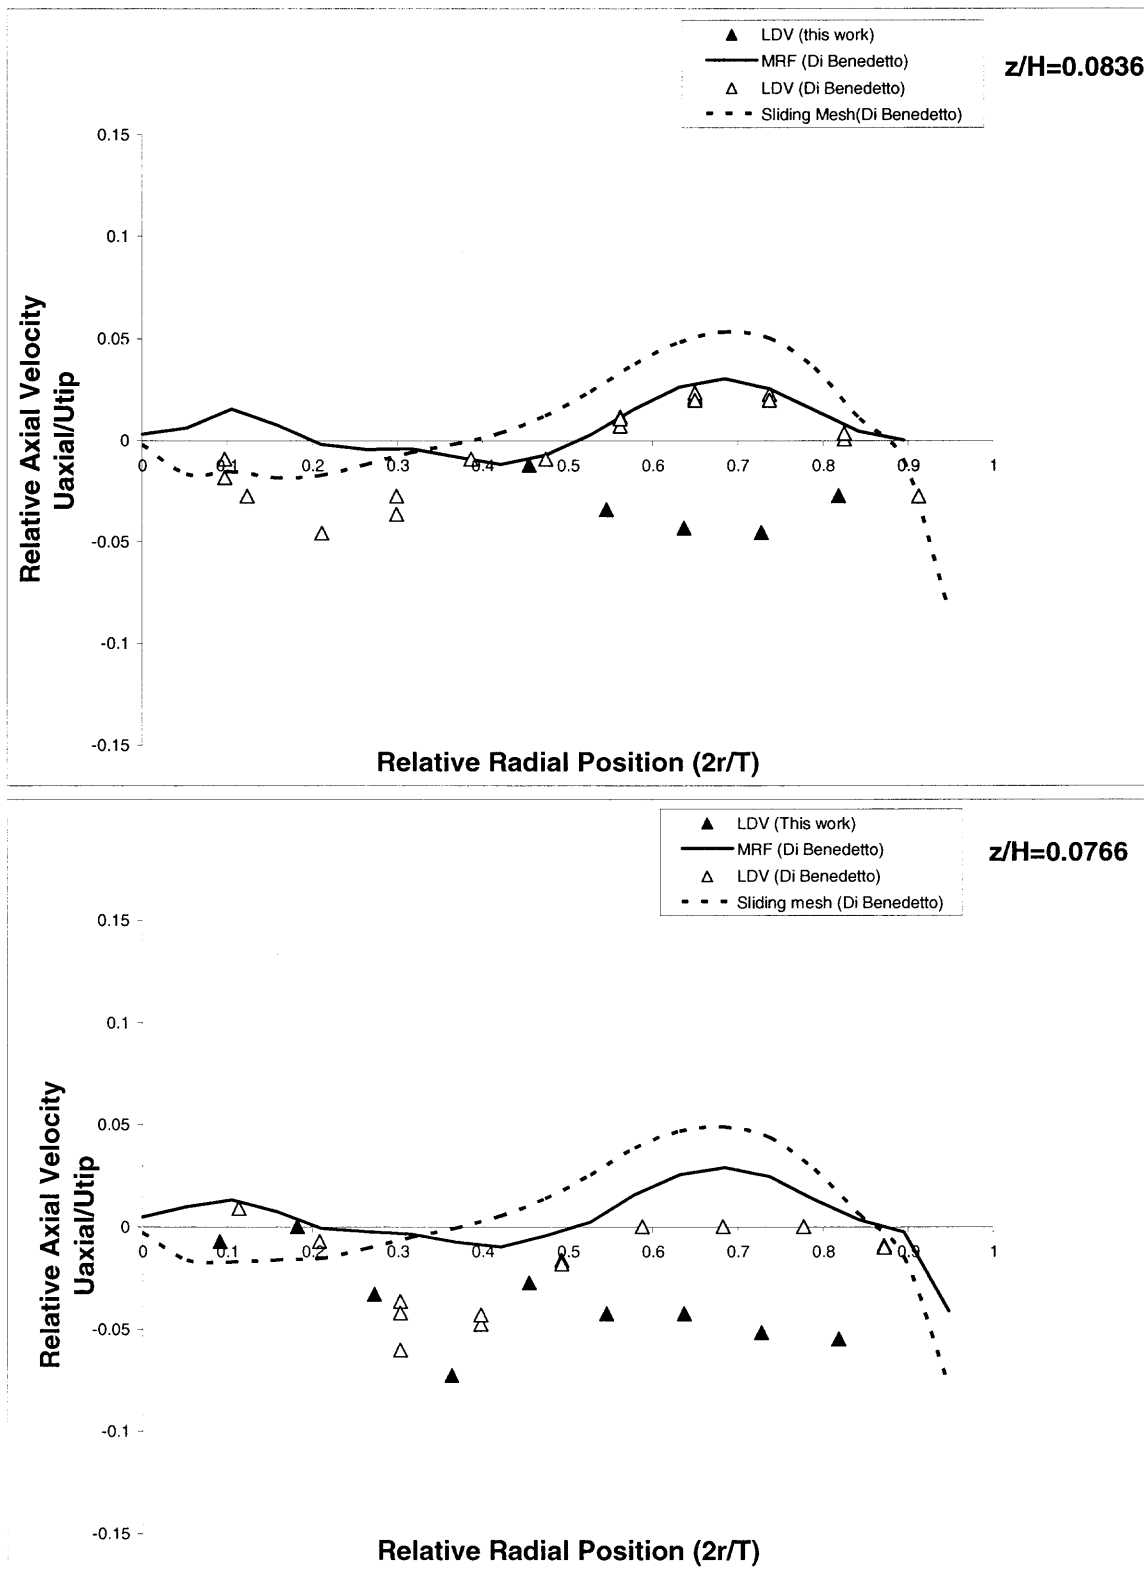 LDV (this work)
MRF (Di Benedetto)
LDV (Di Benedetto)
Sliding Mesh(Di Benedetto)
z/H=0.0836
0.15
0.1
0.05
0
-0.05
-0.1
-0.15
0 0.1 0.2 0.3 0.4 0.5 0.6 0.7 0.8 0.9 1
Relative Axial Velocity
Uaxial/Utip
Relative Radial Position (2r/T)
LDV (This work)
MRF (Di Benedetto)
LDV (Di Benedetto)
Sliding mesh (Di Benedetto)
z/H=0.0766
0.15
0.1
0.05
0
-0.05
-0.1
-0.15
0 0.1 0.2 0.3 0.4 0.5 0.6 0.7 0.8 0.9 1
Relative Axial Velocity
Uaxial/Utip
Relative Radial Position (2r/T)